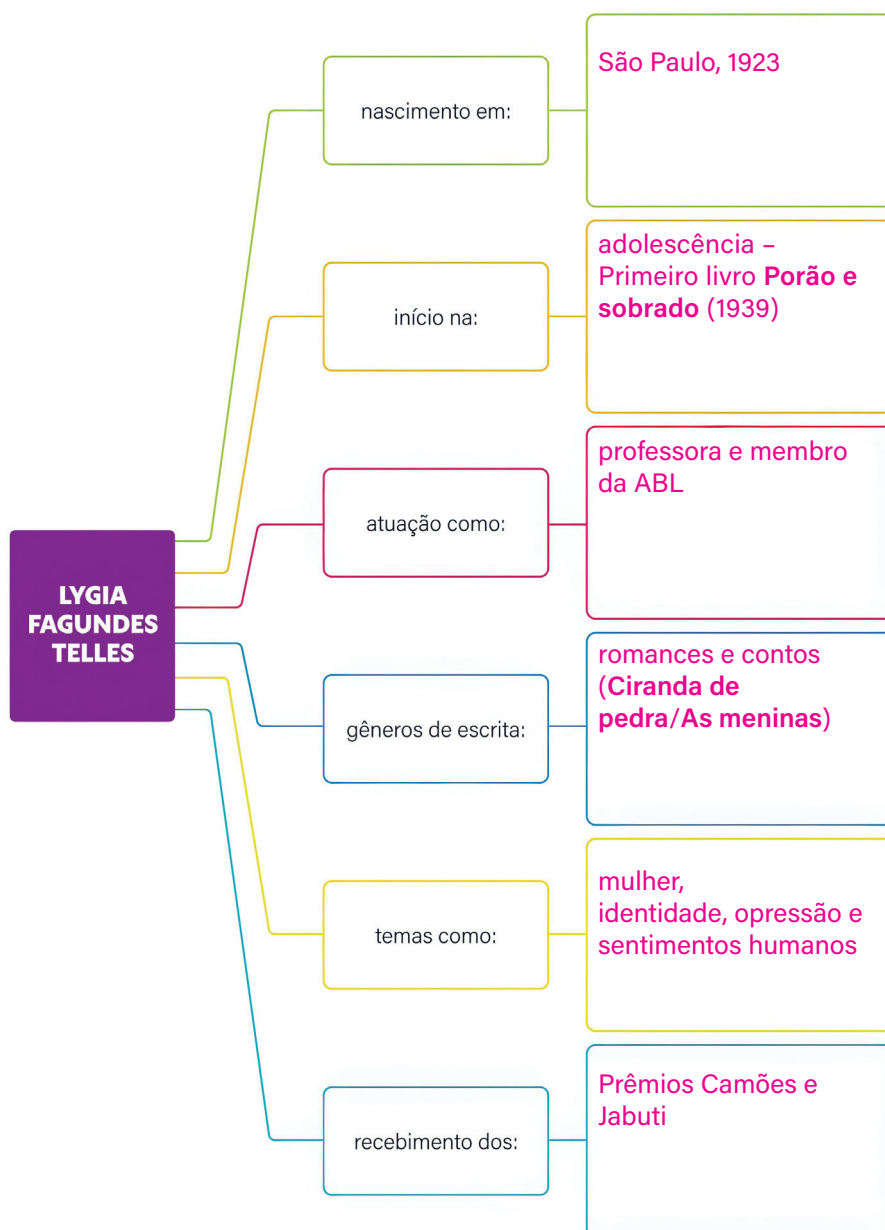 nascimento em:
São Paulo, 1923
início na:
adolescência –
Primeiro livro Porão e
sobrado (1939)
atuação como:
professora e membro
da ABL
LYGIA
FAGUNDES
TELLES
gêneros de escrita:
romances e contos
(Ciranda de
pedra/As meninas)
temas como:
mulher,
identidade, opressão e
sentimentos humanos
recebimento dos:
Prêmios Camões e
Jabuti